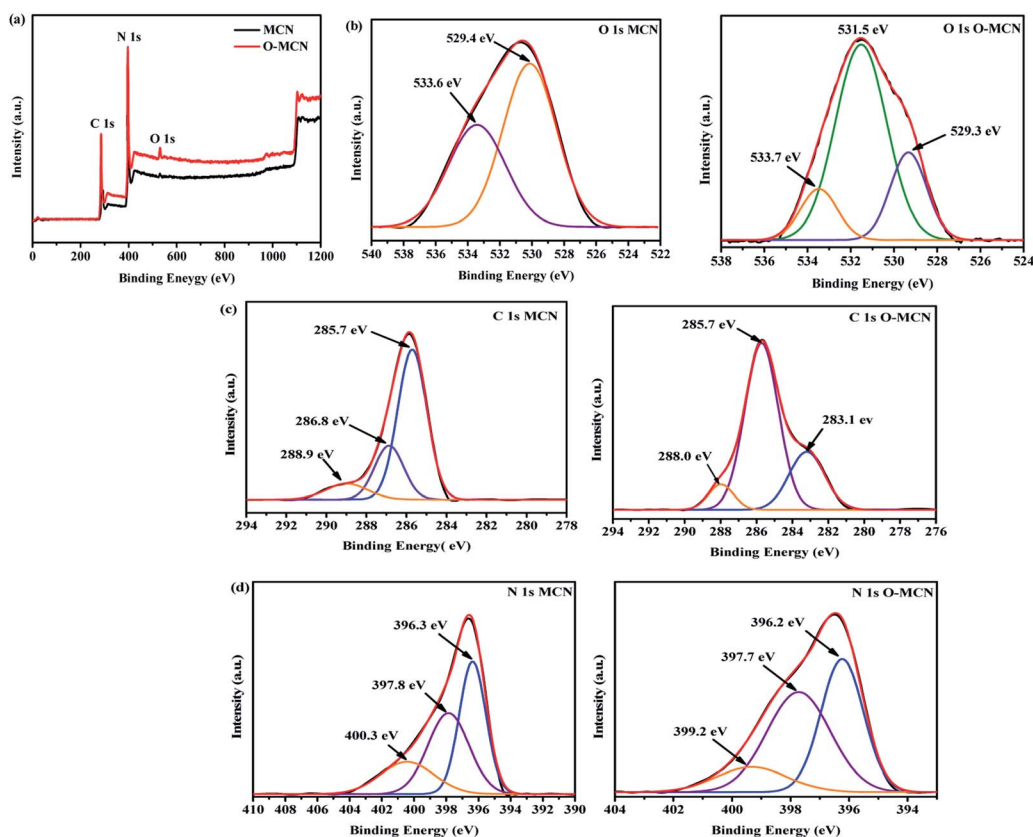 (a)
N 1s
MCN
O-MCN
C 1s
O 1s
Intensity (a.u.)
0 200 400 600 800 1000 1200
Binding Eneygy (eV)
(b)
O 1s MCN
529.4 eV
533.6 eV
Intensity (a.u.)
540 538 536 534 532 530 528 526 524 522
Binding Energy (eV)
531.5 eV
O 1s O-MCN
533.7 eV
529.3 eV
Intensity (a.u.)
538 536 534 532 530 528 526 524
Binding Energy (eV)
(c)
C 1s MCN
285.7 eV
286.8 eV
288.9 eV
Intensity (a.u.)
294 292 290 288 286 284 282 280 278
Binding Energy( eV)
C 1s O-MCN
285.7 eV
283.1 ev
288.0 eV
Intensity (a.u.)
294 292 290 288 286 284 282 280 278 276
Binding Energy (eV)
(d)
N 1s MCN
396.3 eV
397.8 eV
400.3 eV
Intensity (a.u.)
410 408 406 404 402 400 398 396 394 392 390
Binding Energy (eV)
N 1s O-MCN
396.2 eV
397.7 eV
399.2 eV
Intensity (a.u.)
404 402 400 398 396 394
Binding Energy (eV)